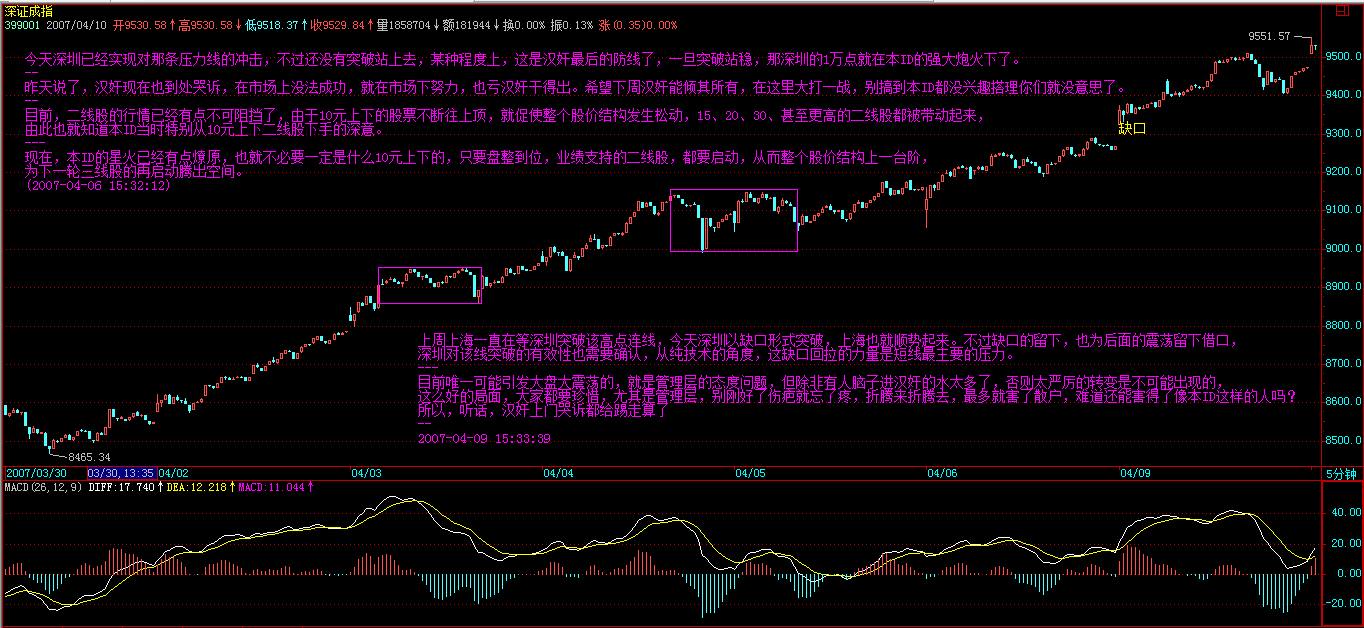 深证成指
399001 2007/04/10 开9530.58↑高9530.58↓低9518.37↑收9529.84↑量1858704↓额181944↓换0.00% 振0.13% 涨(0.35)0.00%
9551.57
今天深圳已经实现对那条压力线的冲击，不过还没有突破站上去，某种程度上，这是汉奸最后的防线了，一旦突破站稳，那深圳的1万点就在本ID的强大炮火下了。
--
昨天说了，汉奸现在也到处哭诉，在市场上没法成功，就在市场下努力，也亏汉奸干得出。希望下周汉奸能倾其所有，在这里大打一战，别搞到本ID都没兴趣搭理你们就没意思了。
--
目前，二线股的行情已经有点不可阻挡了，由于10元上下的股票不断往上顶，就促使整个股价结构发生松动，15、20、30、甚至更高的二线股都被带动起来，
由此也就知道本ID当时特别从10元上下二线股下手的深意。
---
现在，本ID的星火已经有点燎原，也就不必要一定是什么10元上下的，只要盘整到位，业绩支持的二线股，都要启动，从而整个股价结构上一台阶，
为下一轮三线股的再启动腾出空间。
(2007-04-06 15:32:12)
缺口
9500.0
9400.0
9300.0
9200.0
9100.0
9000.0
8900.0
8800.0
8700.0
8600.0
8500.0
上周上海一直在等深圳突破该高点连线，今天深圳以缺口形式突破，上海也就顺势起来。不过缺口的留下，也为后面的震荡留下借口，
深圳对该线突破的有效性也需要确认，从纯技术的角度，这缺口回位的力量是短线最主要的压力。
---
目前唯一可能引发大盘大震荡的，就是管理层的态度问题，但除非有人脑子进汉奸的水太多了，否则太严厉的转变是不可能出现的，
这么好的局面，大家都要珍惜，尤其是管理层，别刚好了伤疤就忘了疼，折腾来折腾去，最多就害了散户，难道还能害得了像本ID这样的人吗？
所以，听话，汉奸上门哭诉都给踢走算了
--
2007-04-09 15:33:39
8465.34
2007/03/30 03/30,13:35 04/02 04/03 04/04 04/05 04/06 04/09 5分钟
MACD(26,12,9) DIFF:17.740↑DEA:12.218↑MACD:11.044↑
40.00
20.00
0.00
-20.00